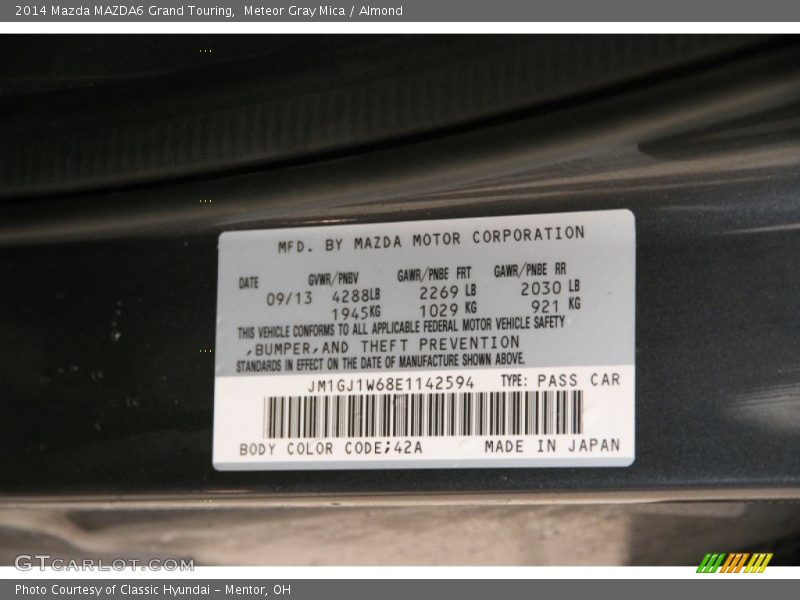 2014 Mazda MAZDA6 Grand Touring,  Meteor Gray Mica / Almond
MFD. BY MAZDA MOTOR CORPORATION
DATE GVWR/PNBV GAWR/PNBE FRT GAWR/PNBE RR
09/13 4288LB 2269 LB 2030 LB
1945KG 1029 KG 921 KG
THIS VEHICLE CONFORMS TO ALL APPLICABLE FEDERAL MOTOR VEHICLE SAFETY
,BUMPER,AND THEFT PREVENTION
STANDARDS IN EFFECT ON THE DATE OF MANUFACTURE SHOWN ABOVE.
JM1GJ1W68E1142594 TYPE: PASS CAR
BODY COLOR CODE;42A MADE IN JAPAN
GTCARLOT.COM
Photo Courtesy of Classic Hyundai - Mentor, OH